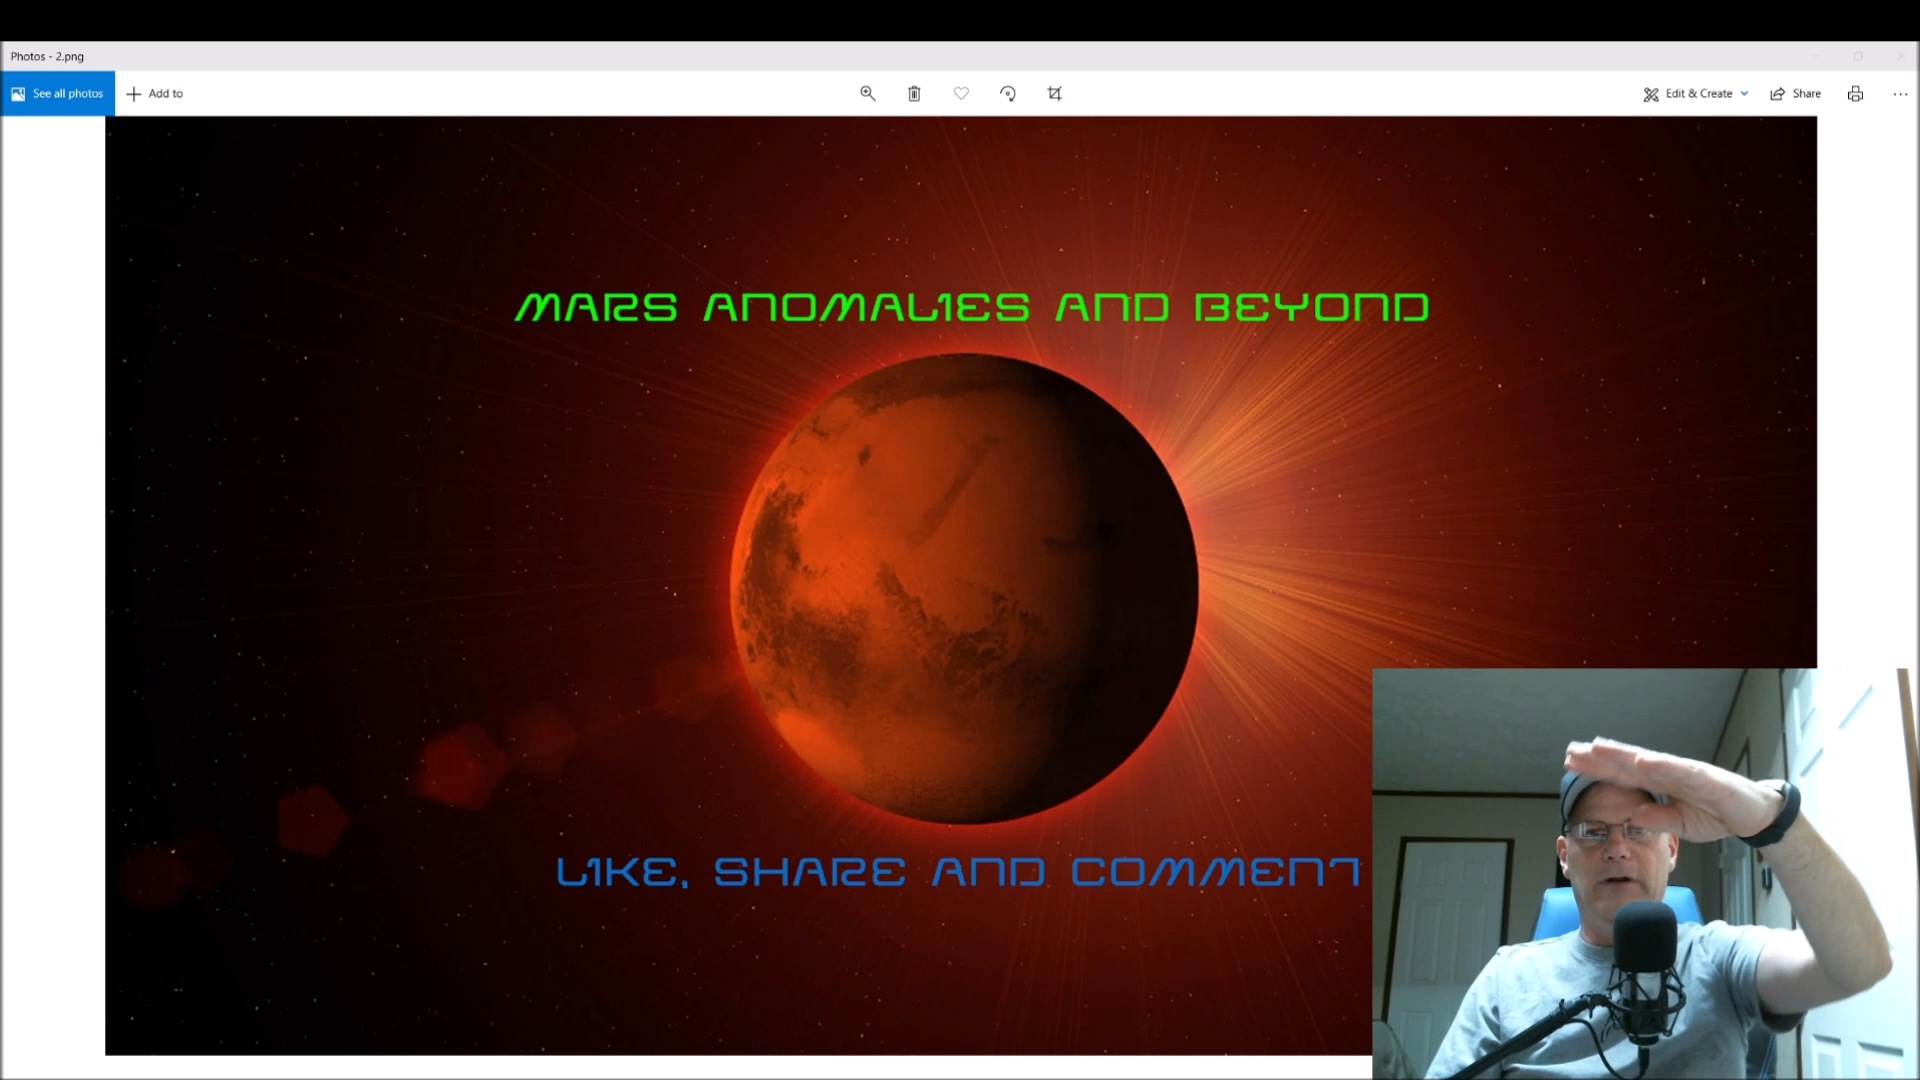 Photos - 2.png
See all photos
Add to
Edit & Create
Share
MARS ANOMALIES AND BEYOND
LIKE, SHARE AND COMMENT